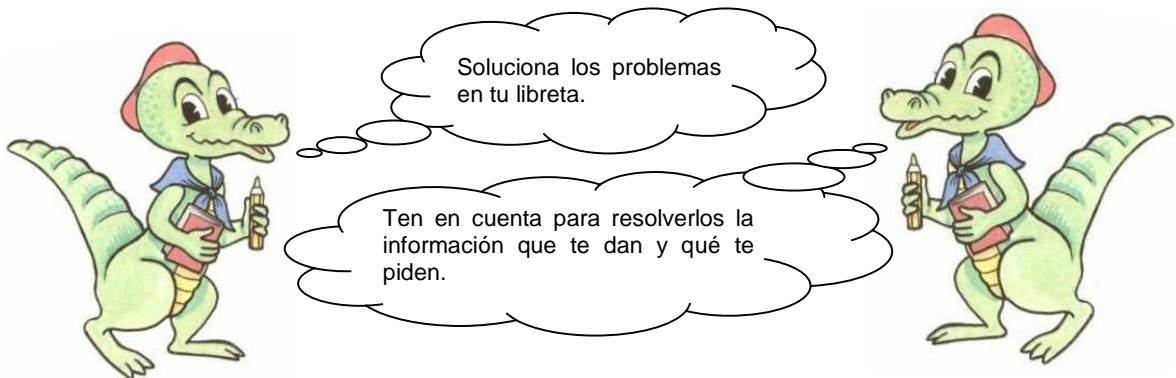 Soluciona los problemas
en tu libreta.
Ten en cuenta para resolverlos la
información que te dan y qué te
piden.